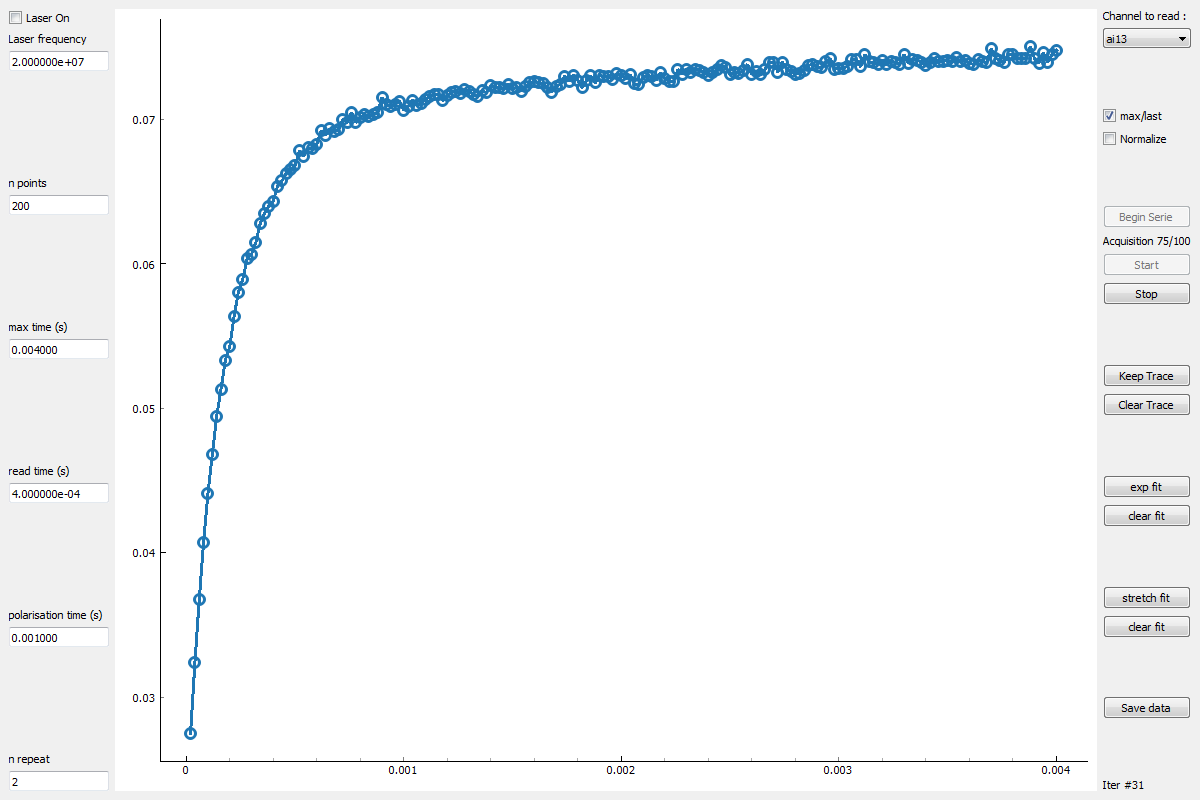 Laser On
Laser frequency
2.000000e+07
n points
200
max time (s)
0.004000
read time (s)
4.000000e-04
polarisation time (s)
0.001000
n repeat
2
0.07
0.06
0.05
0.04
0.03
0
0.001
0.002
0.003
0.004
Channel to read :
ai13
max/last
Normalize
Begin Serie
Acquisition 75/100
Start
Stop
Keep Trace
Clear Trace
exp fit
clear fit
stretch fit
clear fit
Save data
Iter #31